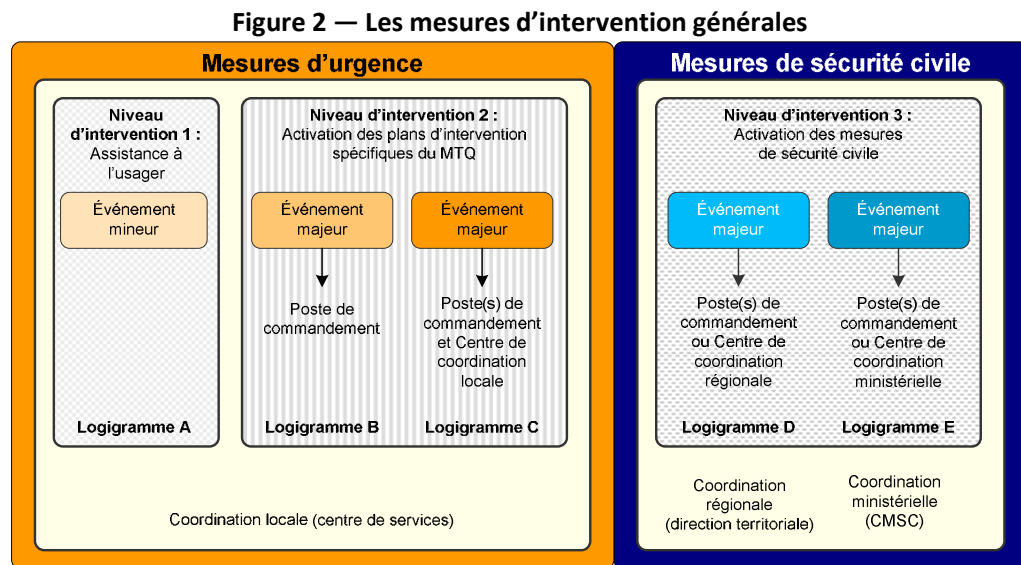 Figure 2 — Les mesures d’intervention générales
Mesures d’urgence
Niveau
d’intervention 1 :
Assistance à
l’usager
Événement
mineur
Logigramme A
Niveau d’intervention 2 :
Activation des plans d’intervention
spécifiques du MTQ
Événement
majeur
Poste de
commandement
Logigramme B
Événement
majeur
Poste(s) de
commandement
et Centre de
coordination
locale
Logigramme C
Coordination locale (centre de services)
Mesures de sécurité civile
Niveau d’intervention 3 :
Activation des mesures
de sécurité civile
Événement
majeur
Poste(s) de
commandement
ou Centre de
coordination
régionale
Logigramme D
Événement
majeur
Poste(s) de
commandement
ou Centre de
coordination
ministérielle
Logigramme E
Coordination
régionale
(direction territoriale)
Coordination
ministérielle
(CMSC)